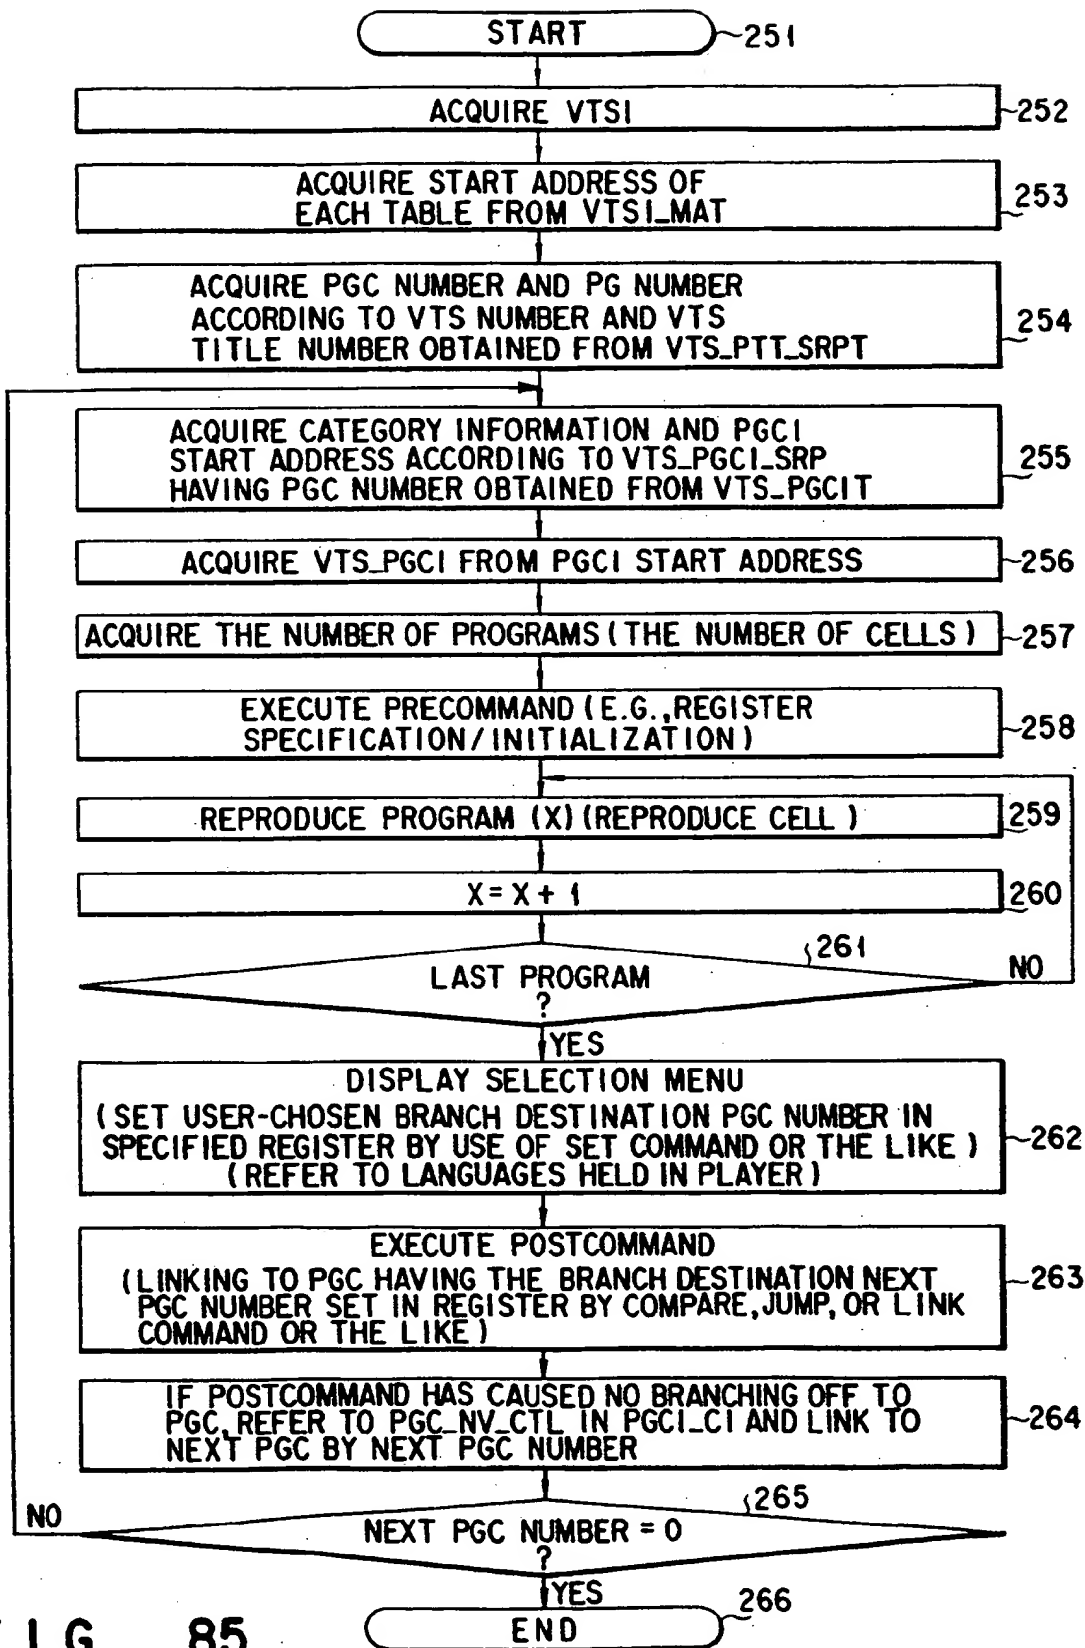 START
251
ACQUIRE VTSI
252
ACQUIRE START ADDRESS OF
EACH TABLE FROM VTSI_MAT
253
ACQUIRE PGC NUMBER AND PG NUMBER
ACCORDING TO VTS NUMBER AND VTS
TITLE NUMBER OBTAINED FROM VTS_PTT_SRPT
254
ACQUIRE CATEGORY INFORMATION AND PGCI
START ADDRESS ACCORDING TO VTS_PGCI_SRP
HAVING PGC NUMBER OBTAINED FROM VTS_PGCIT
255
ACQUIRE VTS_PGCI FROM PGCI START ADDRESS
256
ACQUIRE THE NUMBER OF PROGRAMS (THE NUMBER OF CELLS)
257
EXECUTE PRECOMMAND (E.G., REGISTER
SPECIFICATION/INITIALIZATION)
258
REPRODUCE PROGRAM (X) (REPRODUCE CELL )
259
X = X + 1
260
261
LAST PROGRAM
?
NO
YES
DISPLAY SELECTION MENU
(SET USER-CHOSEN BRANCH DESTINATION PGC NUMBER IN
SPECIFIED REGISTER BY USE OF SET COMMAND OR THE LIKE)
(REFER TO LANGUAGES HELD IN PLAYER)
262
EXECUTE POSTCOMMAND
(LINKING TO PGC HAVING THE BRANCH DESTINATION NEXT
PGC NUMBER SET IN REGISTER BY COMPARE, JUMP, OR LINK
COMMAND OR THE LIKE)
263
IF POSTCOMMAND HAS CAUSED NO BRANCHING OFF TO
PGC, REFER TO PGC_NV_CTL IN PGCI_CI AND LINK TO
NEXT PGC BY NEXT PGC NUMBER
264
265
NO
NEXT PGC NUMBER = 0
?
YES
END
266
FIG. 85